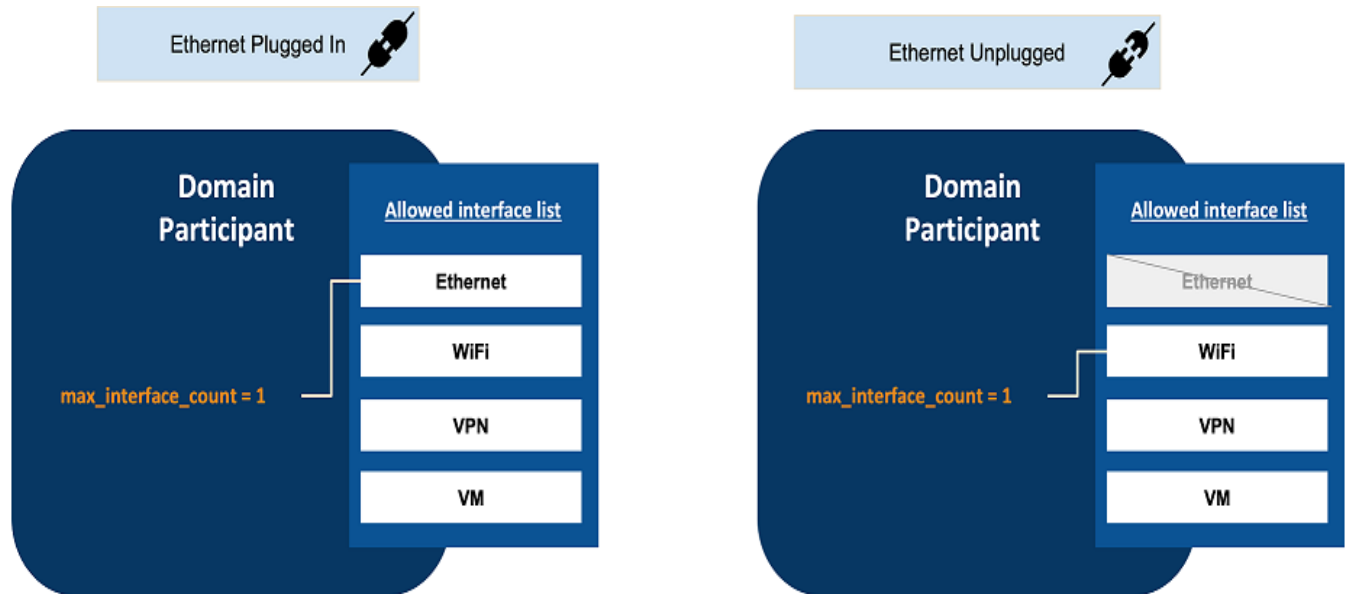 Ethernet Plugged In
Ethernet Unplugged
Domain
Participant
Allowed interface list
Ethernet
WiFi
max_interface_count = 1
VPN
VM
Domain
Participant
Allowed interface list
Ethernet
WiFi
max_interface_count = 1
VPN
VM